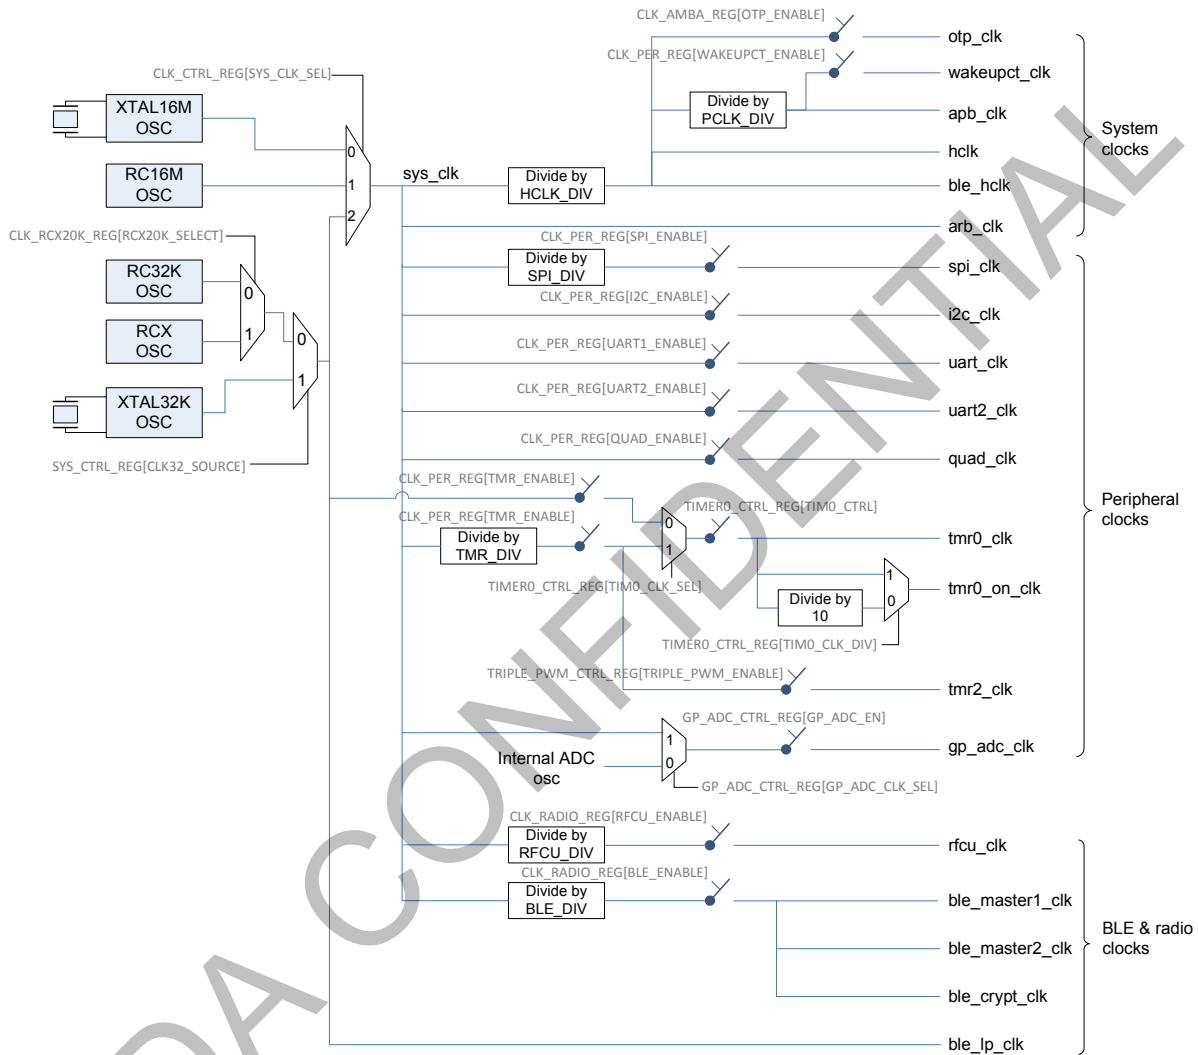 CLK_AMBA_REG[OTP_ENABLE]
otp_clk
CLK_PER_REG[WAKEUPCT_ENABLE]
wakeupct_clk
CLK_CTRL_REG[SYS_CLK_SEL]
XTAL16M
OSC
Divide by
PCLK_DIV
apb_clk
System
clocks
0
hclk
RC16M
OSC
1
sys_clk
Divide by
HCLK_DIV
ble_hclk
2
CLK_RCX20K_REG[RCX20K_SELECT]
arb_clk
CLK_PER_REG[SPI_ENABLE]
RC32K
OSC
0
Divide by
SPI_DIV
spi_clk
CLK_PER_REG[I2C_ENABLE]
i2c_clk
RCX
OSC
1
0
CLK_PER_REG[UART1_ENABLE]
uart_clk
1
XTAL32K
OSC
CLK_PER_REG[UART2_ENABLE]
uart2_clk
SYS_CTRL_REG[CLK32_SOURCE]
CLK_PER_REG[QUAD_ENABLE]
quad_clk
CLK_PER_REG[TMR_ENABLE]
Peripheral
clocks
TIMER0_CTRL_REG[TIM0_CTRL]
CLK_PER_REG[TMR_ENABLE]
0
Divide by
TMR_DIV
1
tmr0_clk
TIMER0_CTRL_REG[TIM0_CLK_SEL]
1
tmr0_on_clk
Divide by
10
0
TIMER0_CTRL_REG[TIM0_CLK_DIV]
TRIPLE_PWM_CTRL_REG[TRIPLE_PWM_ENABLE]
tmr2_clk
GP_ADC_CTRL_REG[GP_ADC_EN]
1
gp_adc_clk
Internal ADC
osc
0
GP_ADC_CTRL_REG[GP_ADC_CLK_SEL]
CLK_RADIO_REG[RFCU_ENABLE]
Divide by
RFCU_DIV
rfcu_clk
CLK_RADIO_REG[BLE_ENABLE]
Divide by
BLE_DIV
ble_master1_clk
BLE & radio
clocks
ble_master2_clk
ble_crypt_clk
ble_lp_clk
DA CONFIDENTIAL